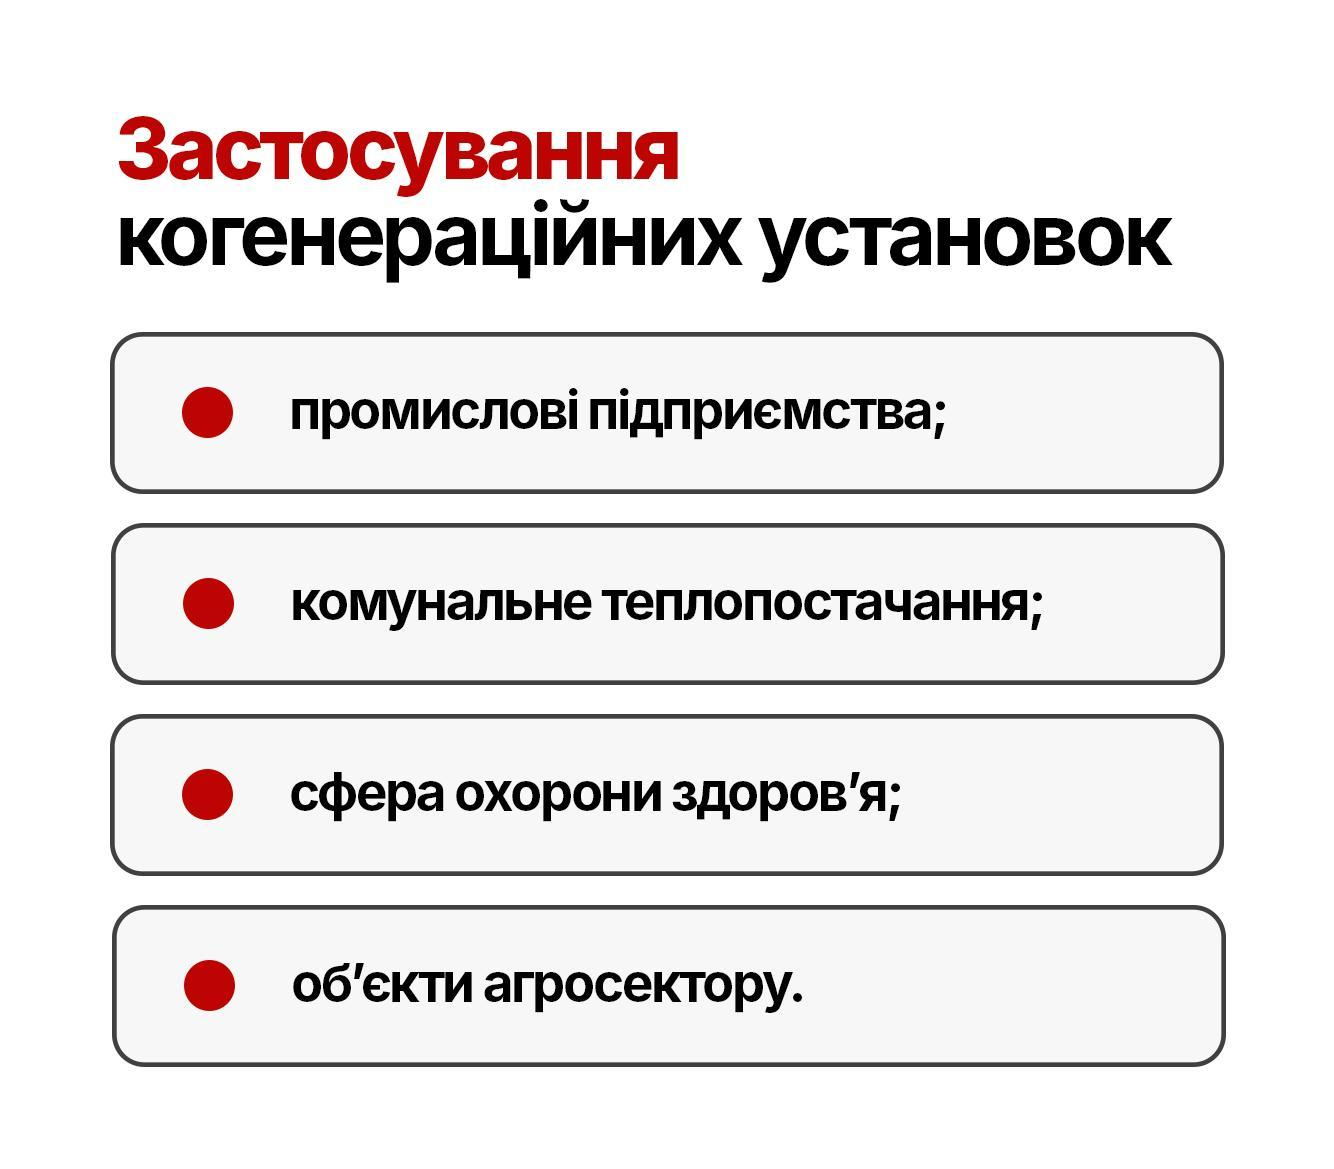 Застосування
когенераційних установок
промислові підприємства;
комунальне теплопостачання;
сфера охорони здоров’я;
об’єкти агросектору.